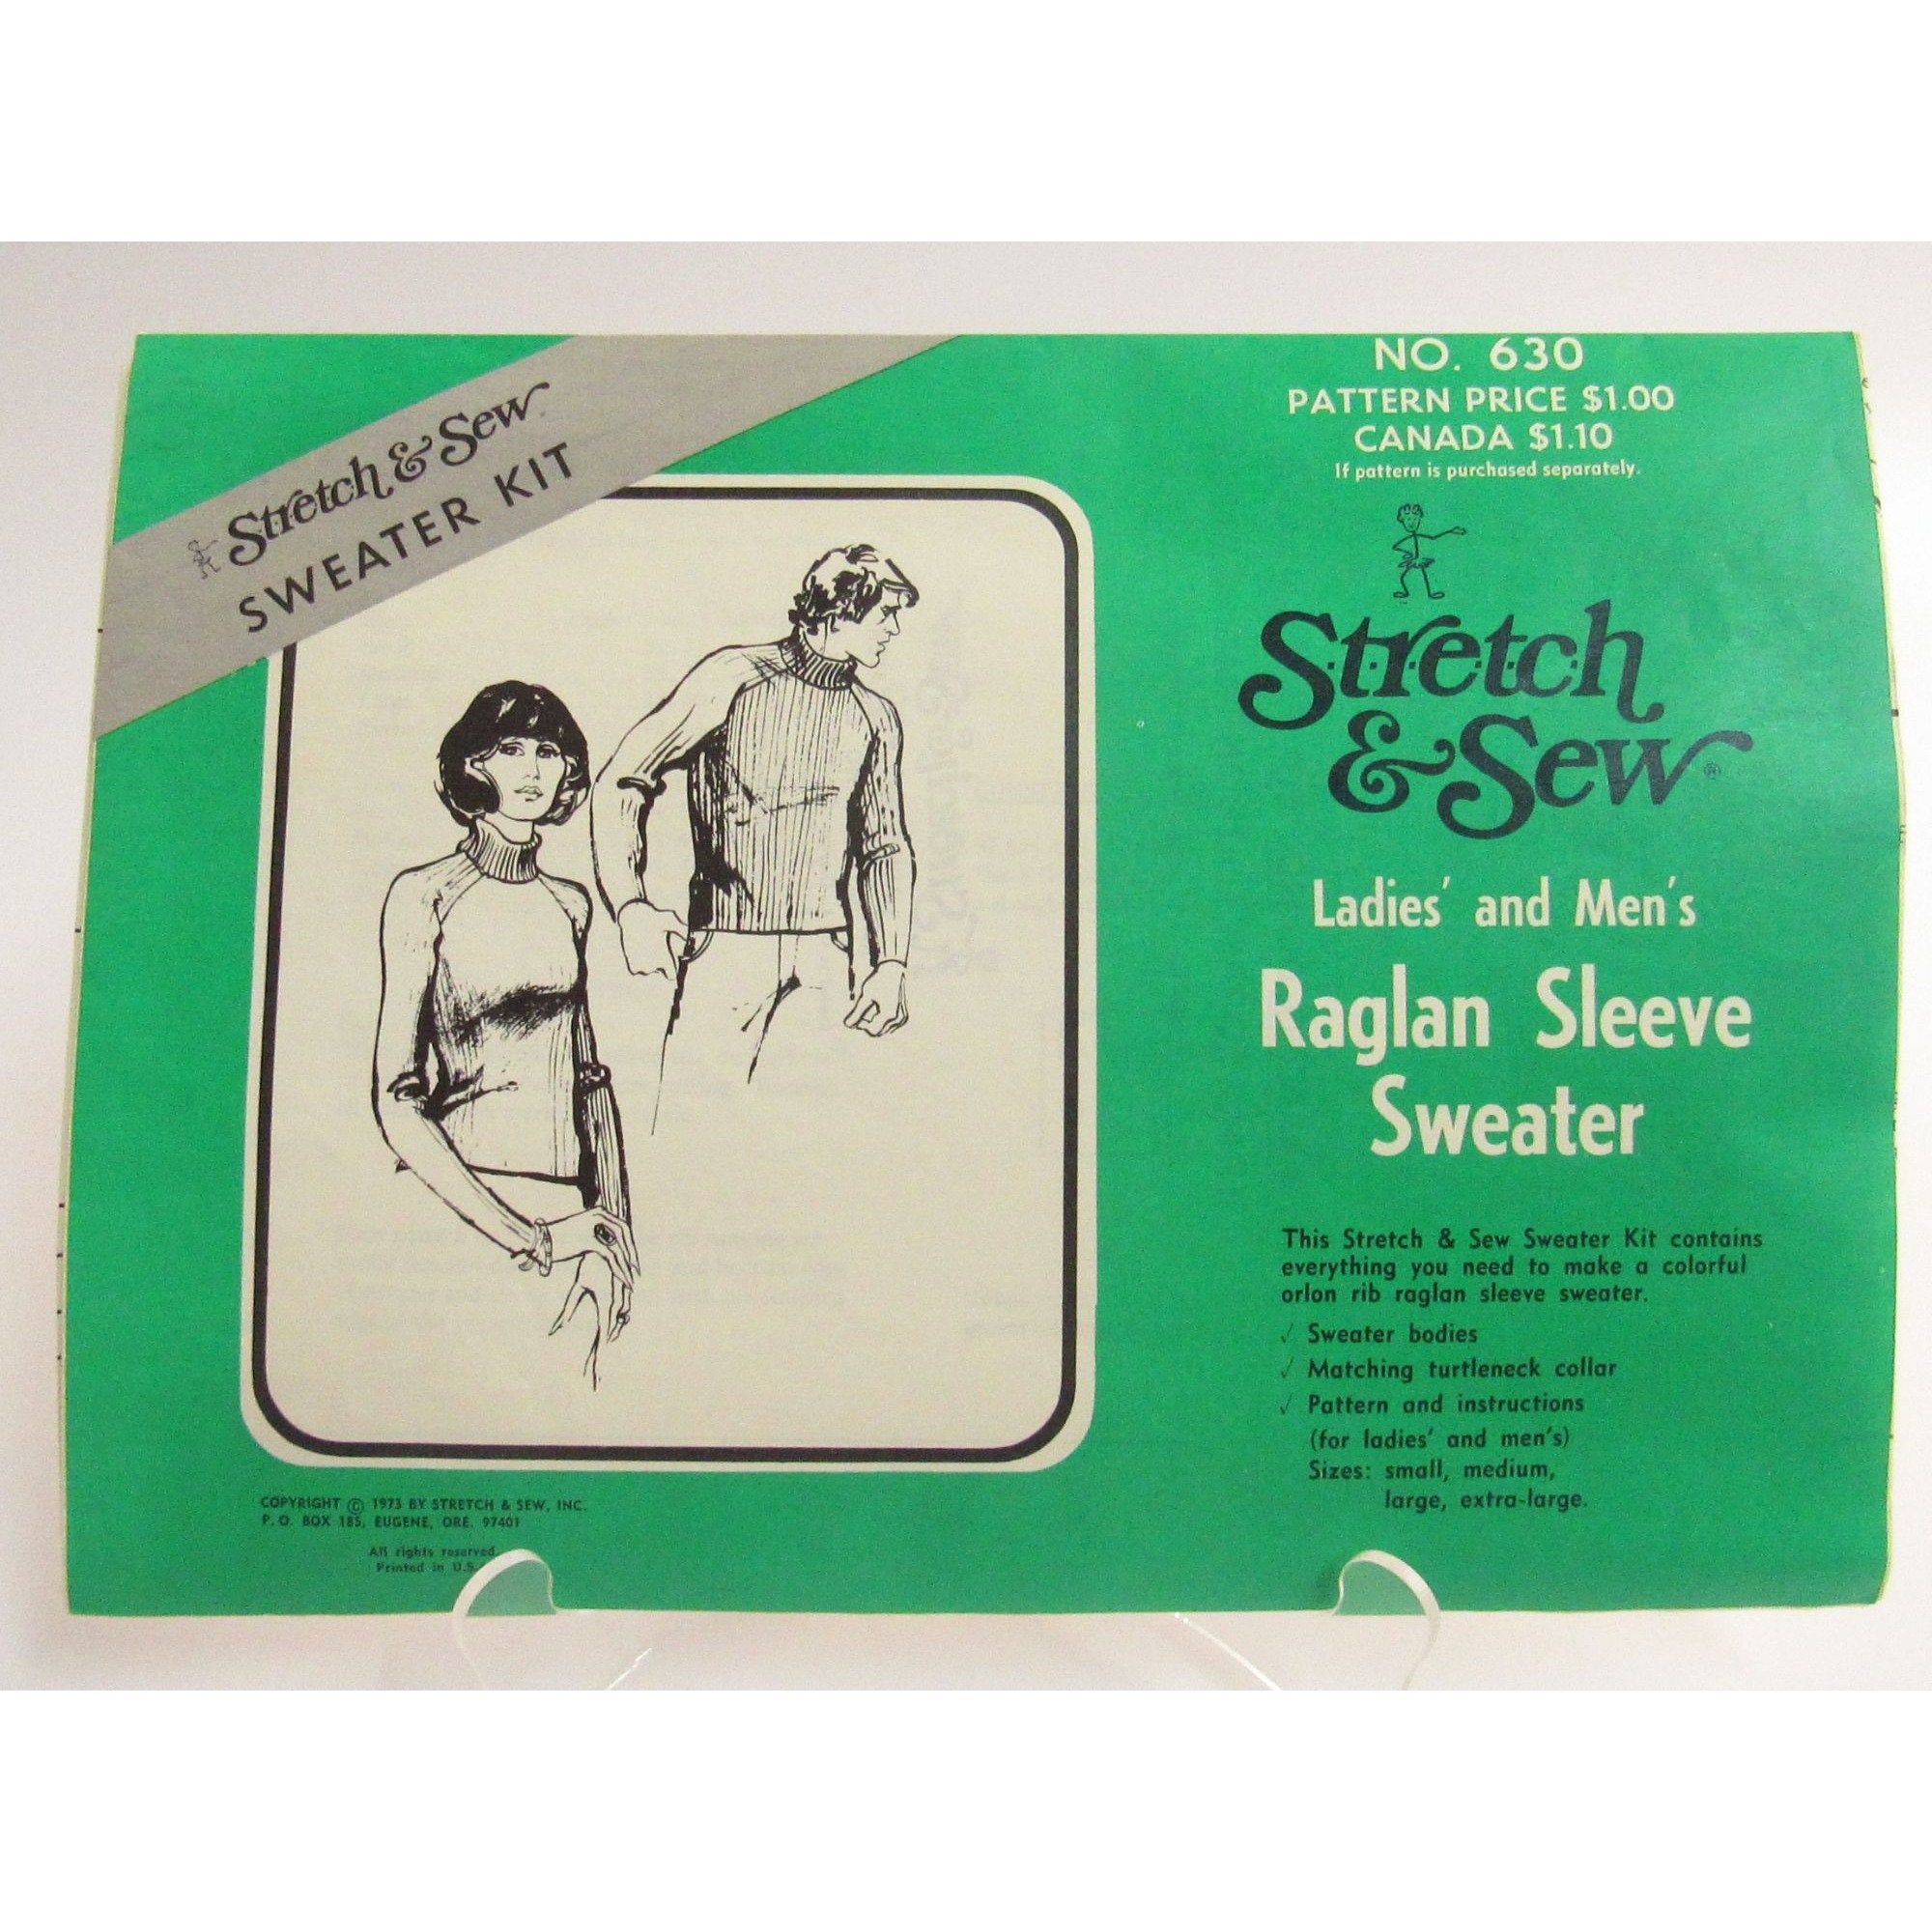 Stretch & Sew
SWEATER KIT
NO. 630
PATTERN PRICE $1.00
CANADA $1.10
If pattern is purchased separately.
Stretch
& Sew®
Ladies' and Men's
Raglan Sleeve
Sweater
This Stretch & Sew Sweater Kit contains
everything you need to make a colorful
orlon rib raglan sleeve sweater.
✓ Sweater bodies
✓ Matching turtleneck collar
✓ Pattern and instructions
(for ladies' and men's)
Sizes: small, medium,
large, extra-large.
COPYRIGHT © 1973 BY STRETCH & SEW, INC.
P. O. BOX 185, EUGENE, ORE. 97401
All rights reserved.
Printed in U.S.